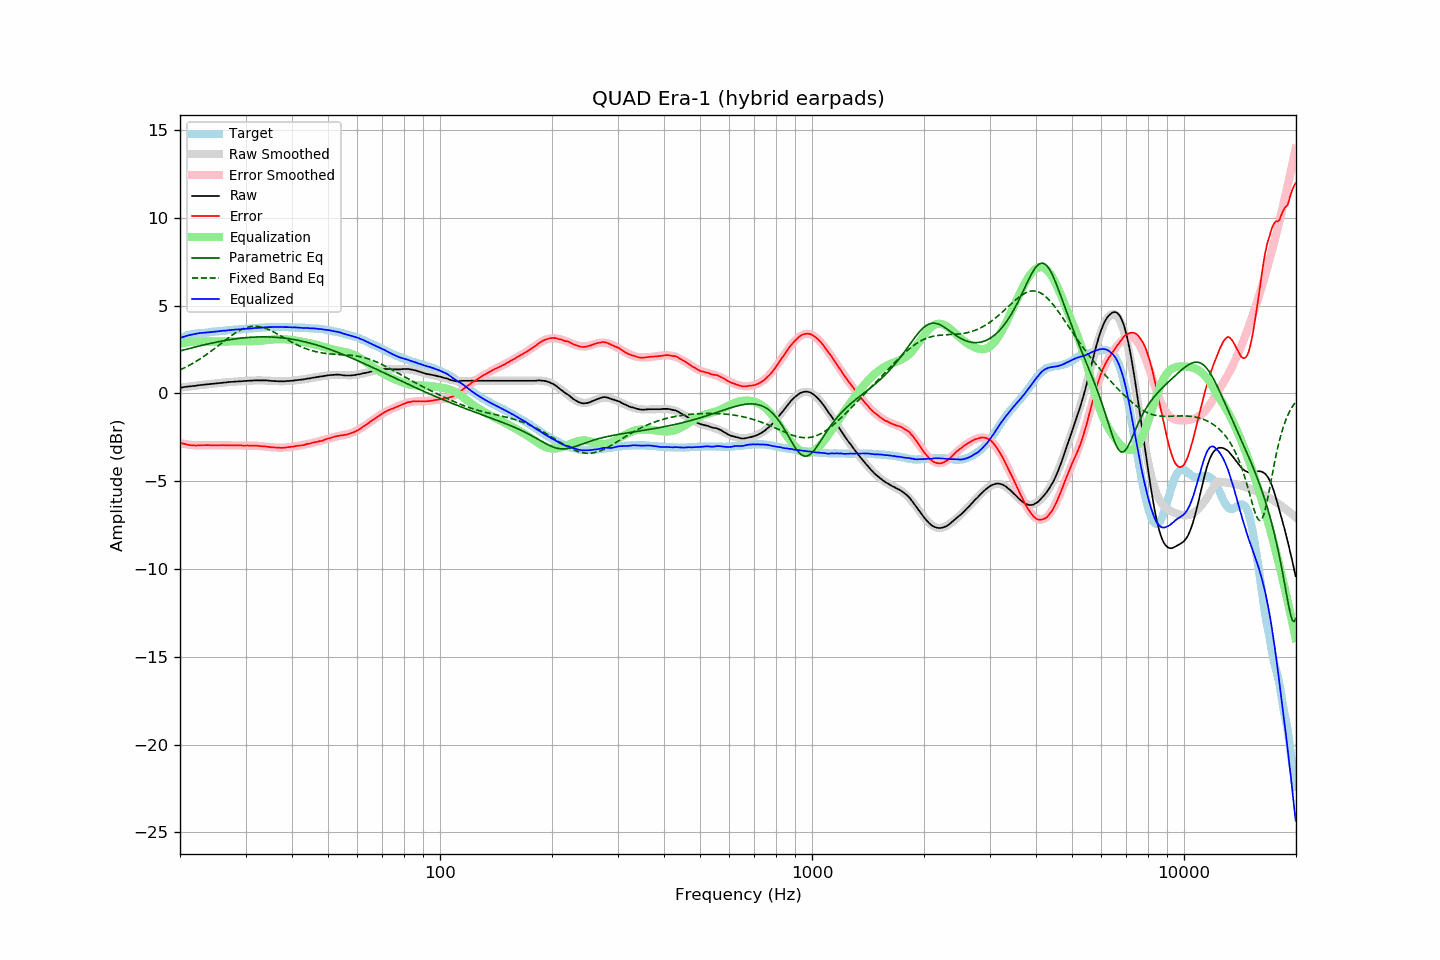 QUAD Era-1 (hybrid earpads)
Target
Raw Smoothed
Error Smoothed
Raw
Error
Equalization
Parametric Eq
Fixed Band Eq
Equalized
15
10
5
0
−5
−10
−15
−20
−25
Amplitude (dBr)
100
1000
10000
Frequency (Hz)